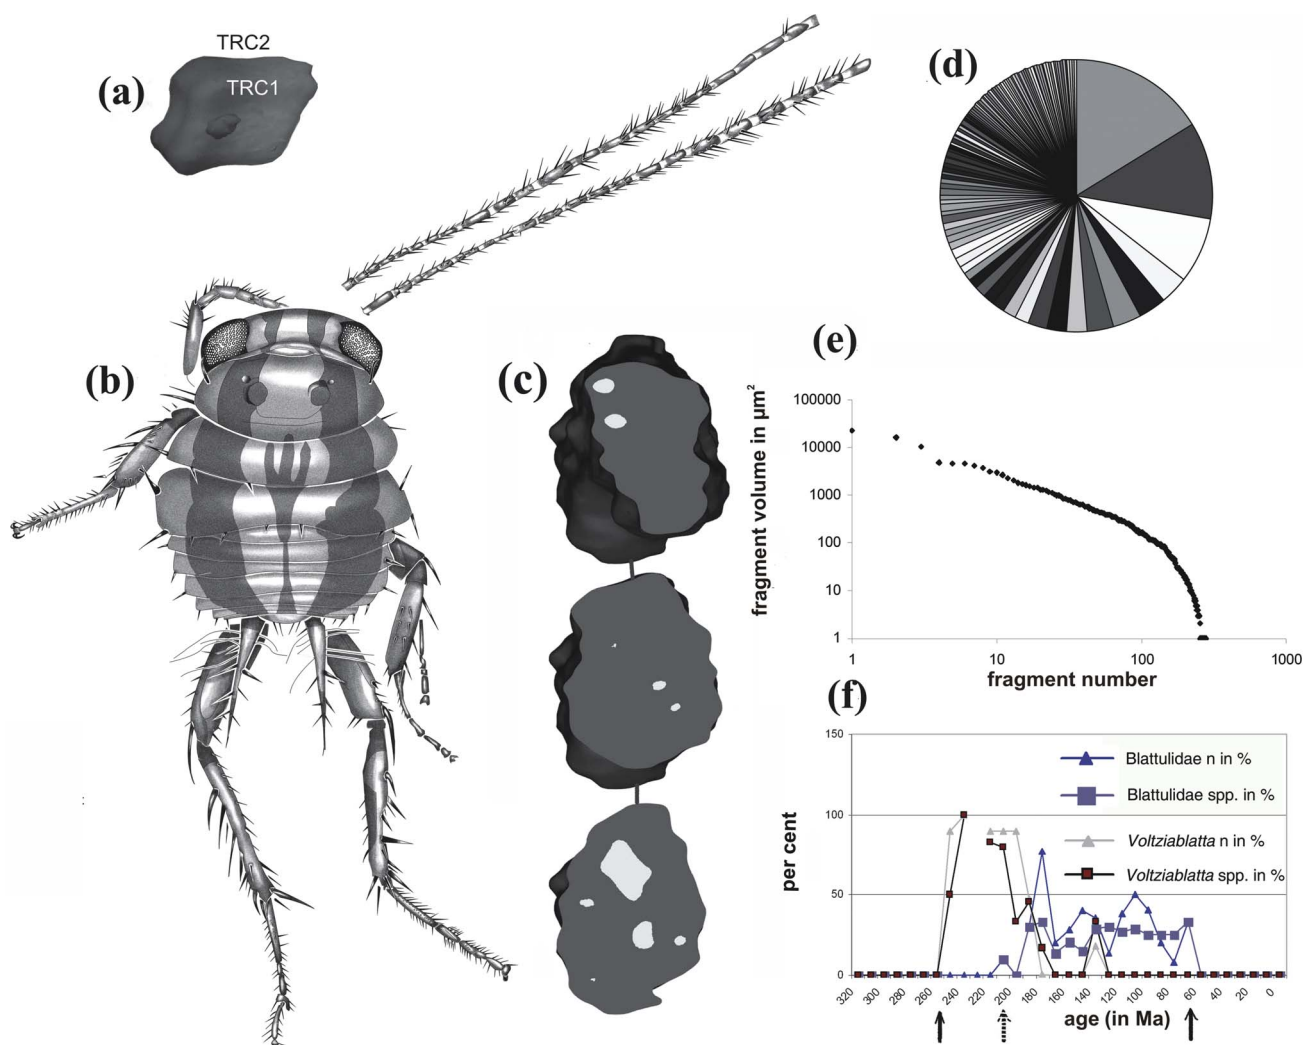 TRC2
(a)
TRC1
(d)
(b)
(c)
(e)
fragment volume in µm²
100000
10000
1000
100
10
1
1
10
100
1000
fragment number
(f)
per cent
150
100
50
0
Blattulidae n in %
Blattulidae spp. in %
Voltziablatta n in %
Voltziablatta spp. in %
320
300
280
260
240
220
200
180
160
140
120
100
80
60
40
20
0
age (in Ma)